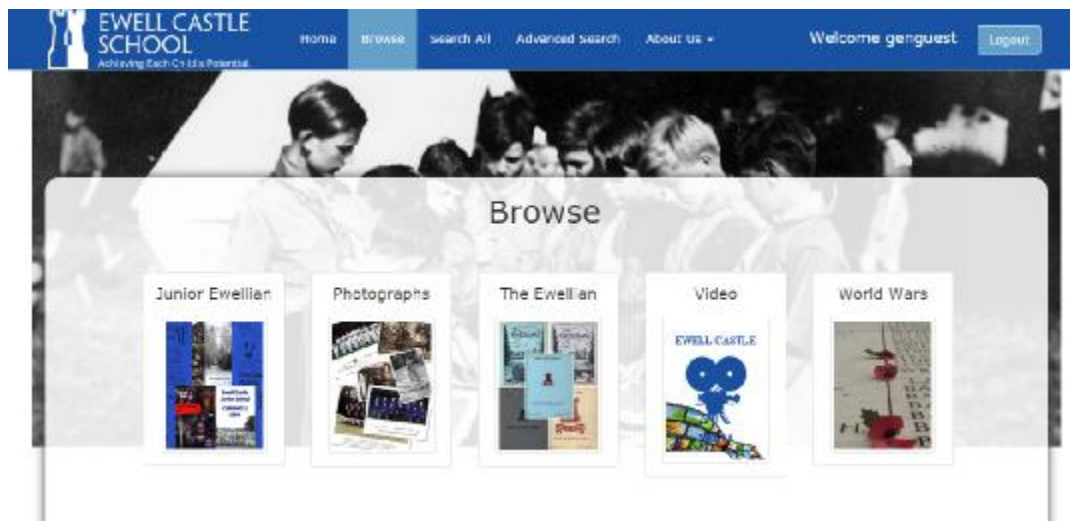 EWELL CASTLE
SCHOOL
Achieving Each Child's Potential
Home
Browse
Search All
Advanced Search
About Us
Welcome genguest
Logout
Browse
Junior Ewellian
Photographs
The Ewellian
Video
World Wars
EWELL CASTLE